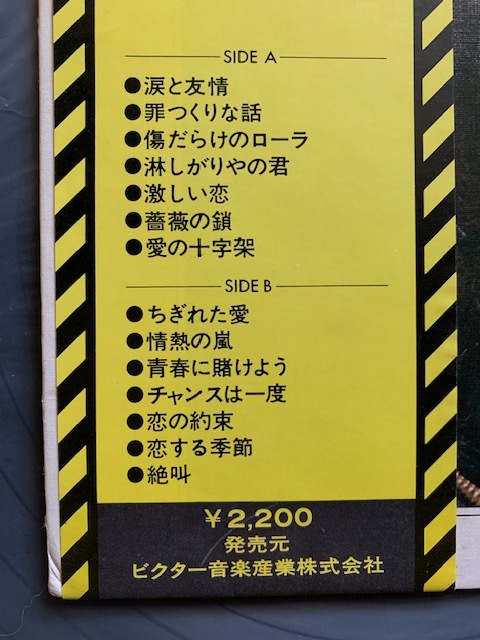 SIDE A
●涙と友情
●罪つくりな話
●傷だらけのローラ
●淋しがりやの君
●激しい恋
●薔薇の鎖
●愛の十字架
SIDE B
●ちぎれた愛
●情熱の嵐
●青春に賭けよう
●チャンスは一度
●恋の約束
●恋する季節
●絶叫
￥2,200
発売元
ビクター音楽産業株式会社